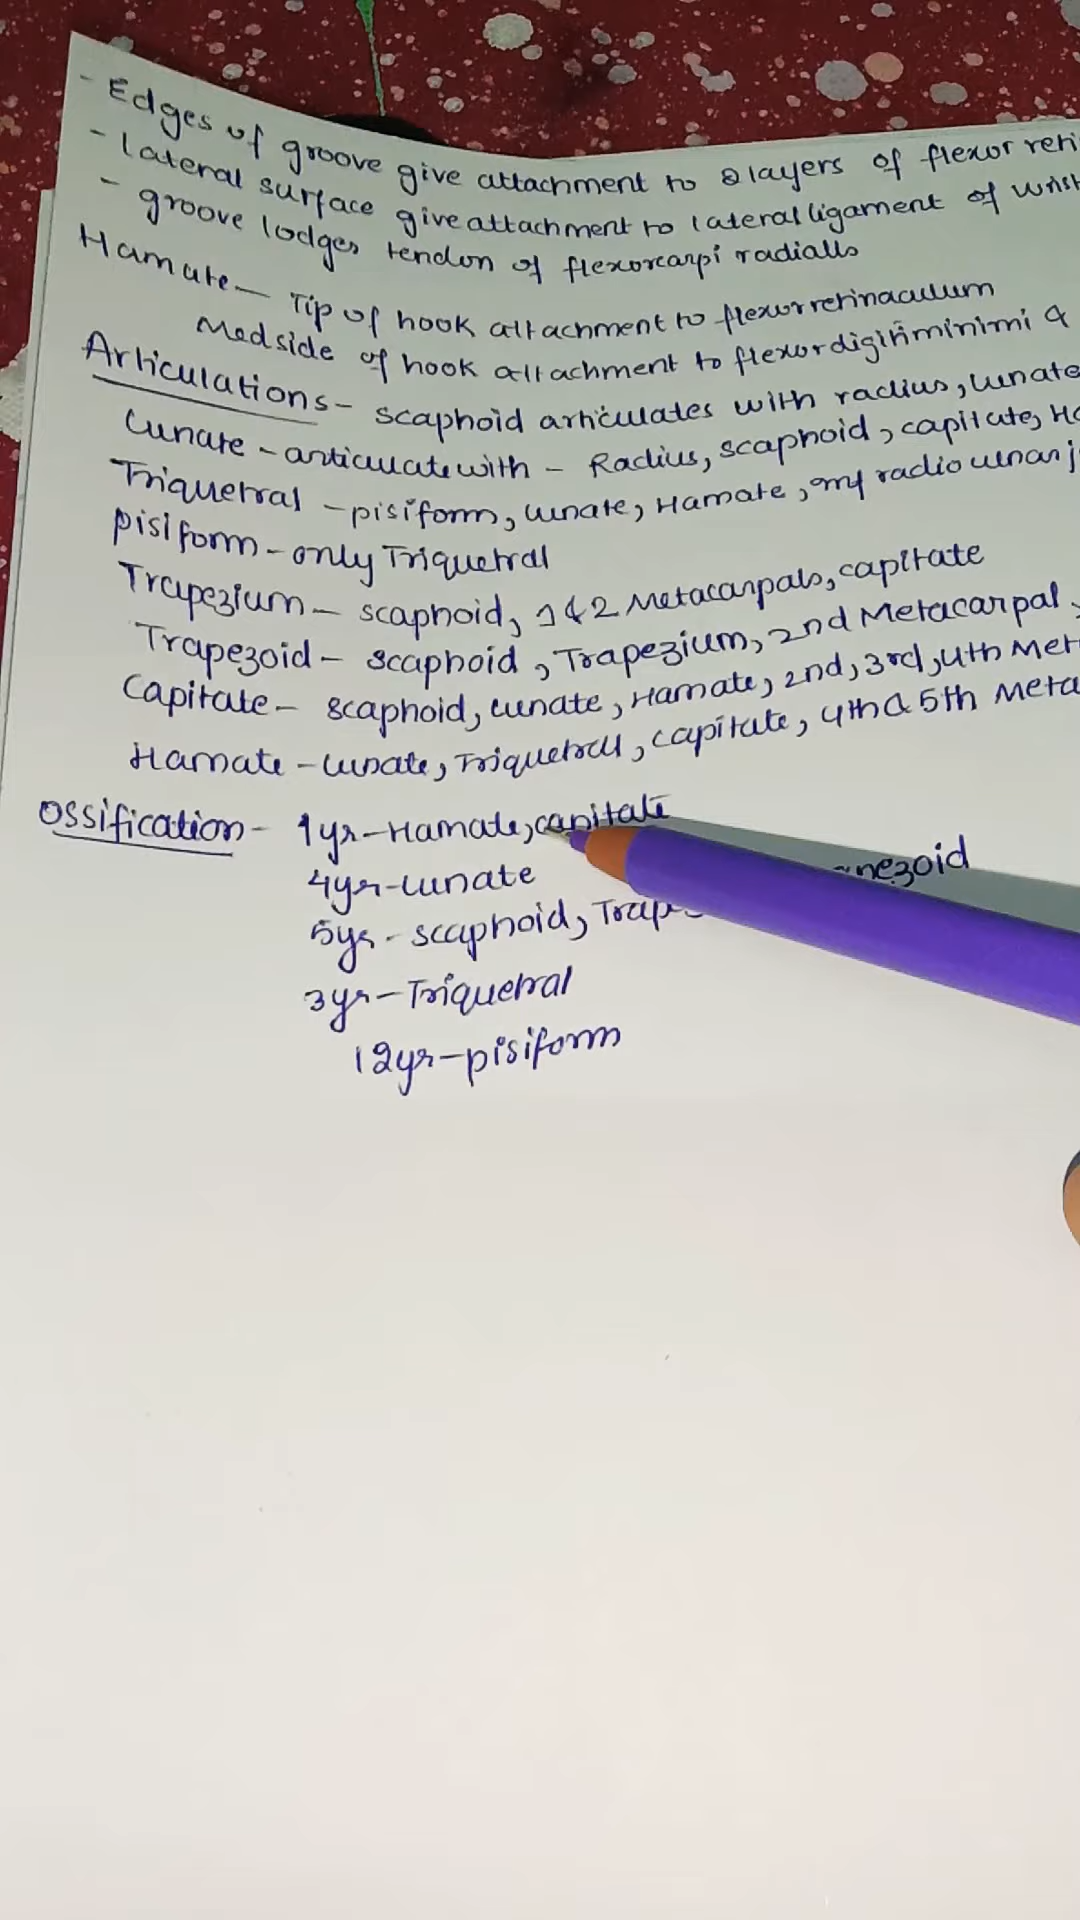 - Edges of groove give attachment to 2 layers of flexor reti
- lateral surface give attachment to lateral ligament of wrist
- groove lodges tendon of flexorcarpi radialls
Hamate - Tip of hook attachment to flexor retinaculum
Medside of hook attachment to flexor digiti minimi &
Articulations - scaphoid articulates with radius, lunate
Lunate - articulate with - Radius, scaphoid, capitate, Ha
Triquetral - pisiform, lunate, Hamate, radio ulnar j
pisiform - only Triquetral
Trapezium - scaphoid, 1 & 2 Metacarpals, capitate
Trapezoid - scaphoid, Trapezium, 2nd Metacarpal,
Capitate - scaphoid, lunate, Hamate, 2nd, 3rd, 4th Met
Hamate - lunate, Triquetral, capitate, 4th & 5th Meta
Ossification - 1yr - Hamate, capitate
4yr - lunate
5yr - scaphoid, Trap nezoid
3yr - Triquetral
12yr - pisiform